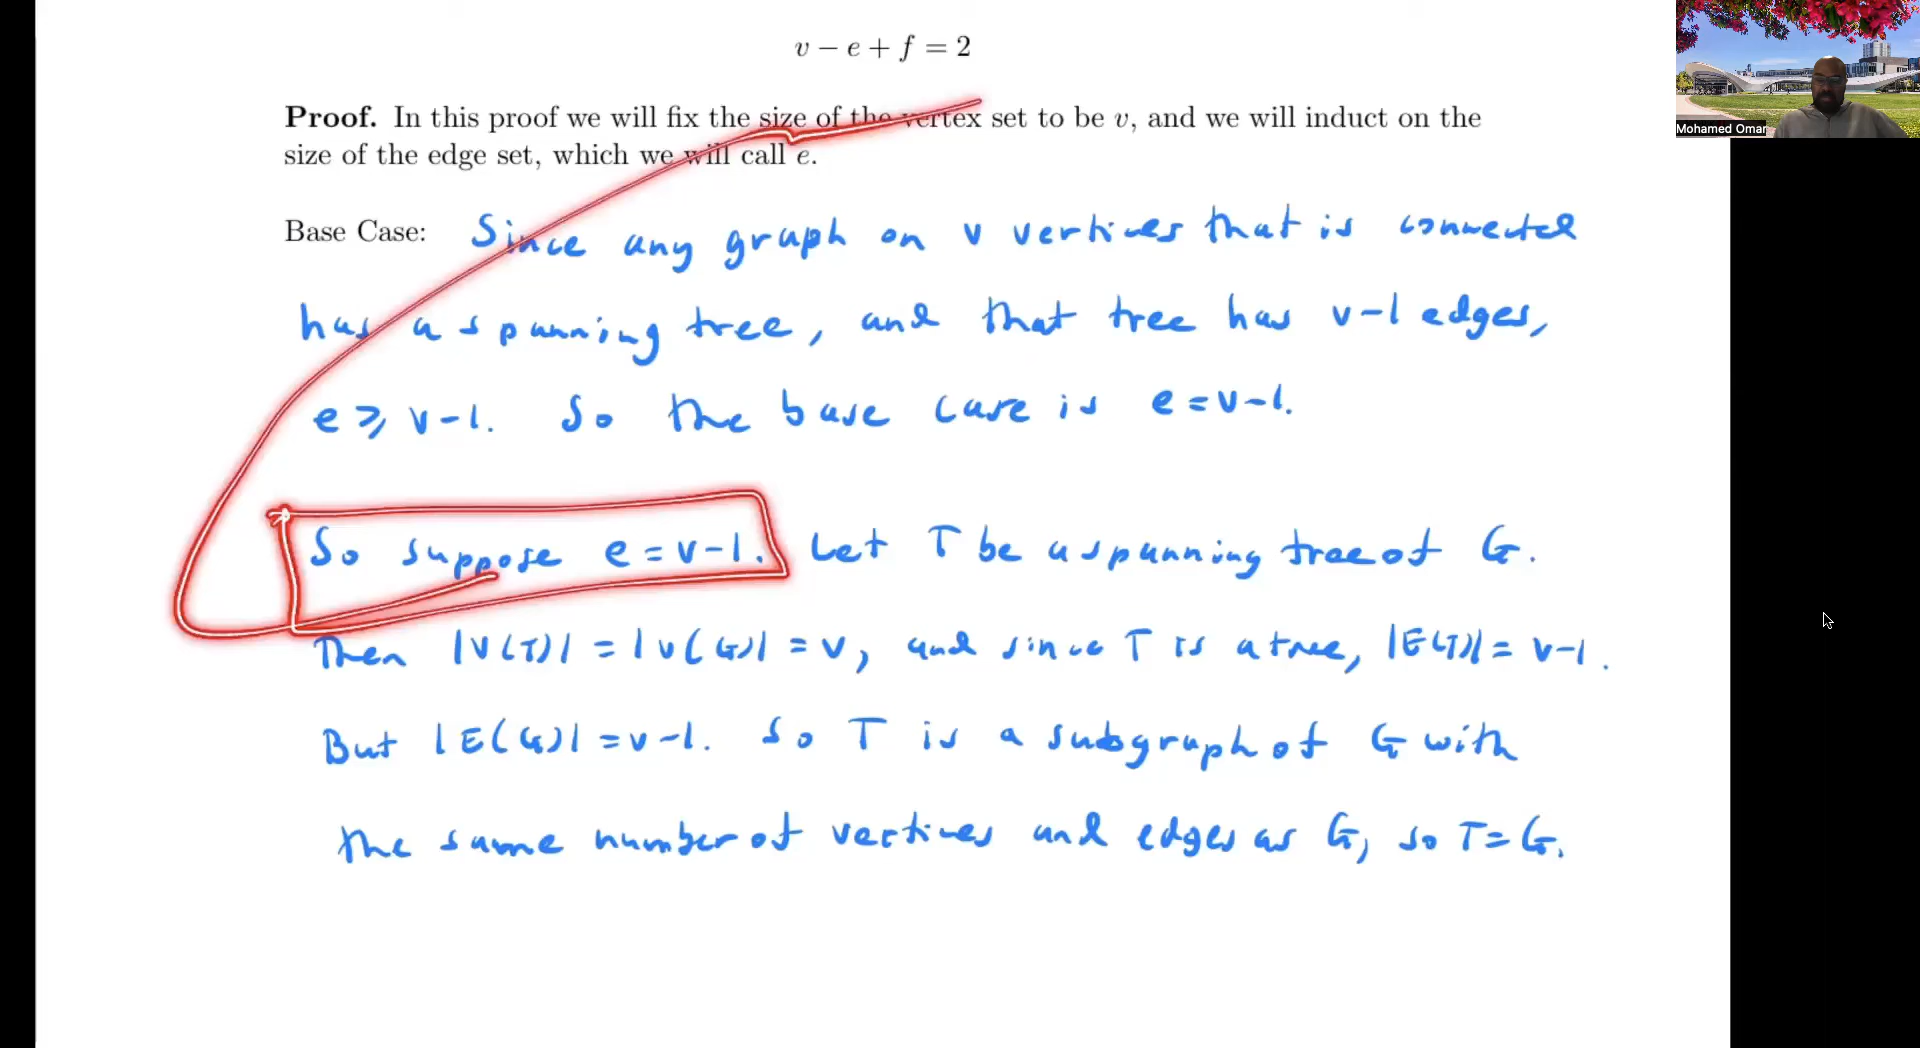 v − e + f = 2
Proof. In this proof we will fix the size of the vertex set to be v, and we will induct on the
size of the edge set, which we will call e.
Base Case: Since any graph on v vertices that is connected
has a spanning tree, and that tree has v-1 edges,
e ≥ v-1. So the base case is e = v-1.
So suppose e = v-1. Let T be a spanning tree of G.
Then |V(T)| = |V(G)| = v, and since T is a tree, |E(T)| = v-1.
But |E(G)| = v-1. So T is a subgraph of G with
the same number of vertices and edges as G, so T = G.
Mohamed Omar